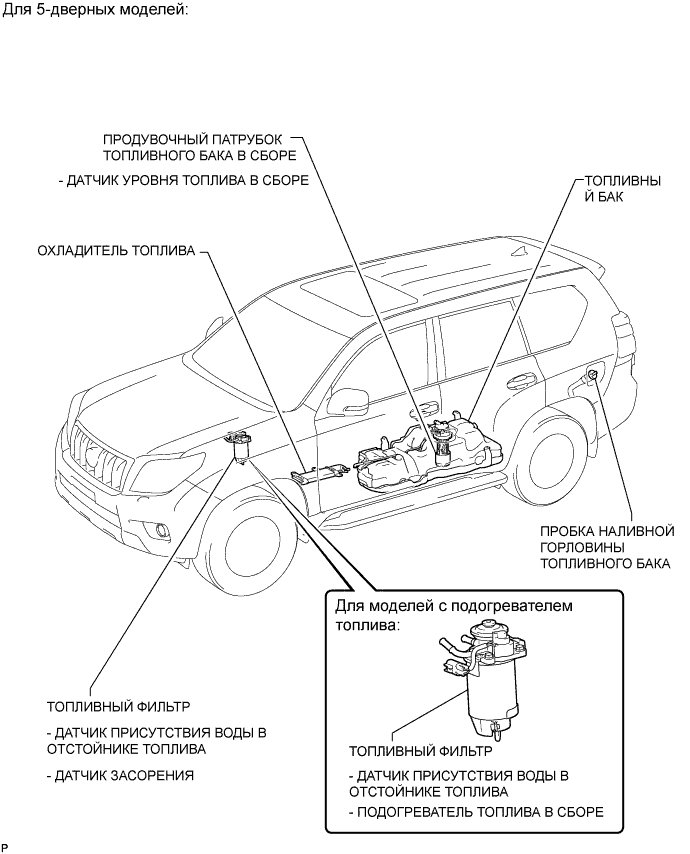 Для 5-дверных моделей:
ПРОДУВОЧНЫЙ ПАТРУБОК
ТОПЛИВНОГО БАКА В СБОРЕ
- ДАТЧИК УРОВНЯ ТОПЛИВА В СБОРЕ
ТОПЛИВНЫ
Й БАК
ОХЛАДИТЕЛЬ ТОПЛИВА
ПРОБКА НАЛИВНОЙ
ГОРЛОВИНЫ
ТОПЛИВНОГО БАКА
Для моделей с подогревателем
топлива:
ТОПЛИВНЫЙ ФИЛЬТР
- ДАТЧИК ПРИСУТСТВИЯ ВОДЫ В
ОТСТОЙНИКЕ ТОПЛИВА
- ДАТЧИК ЗАСОРЕНИЯ
ТОПЛИВНЫЙ ФИЛЬТР
- ДАТЧИК ПРИСУТСТВИЯ ВОДЫ В
ОТСТОЙНИКЕ ТОПЛИВА
- ПОДОГРЕВАТЕЛЬ ТОПЛИВА В СБОРЕ
P